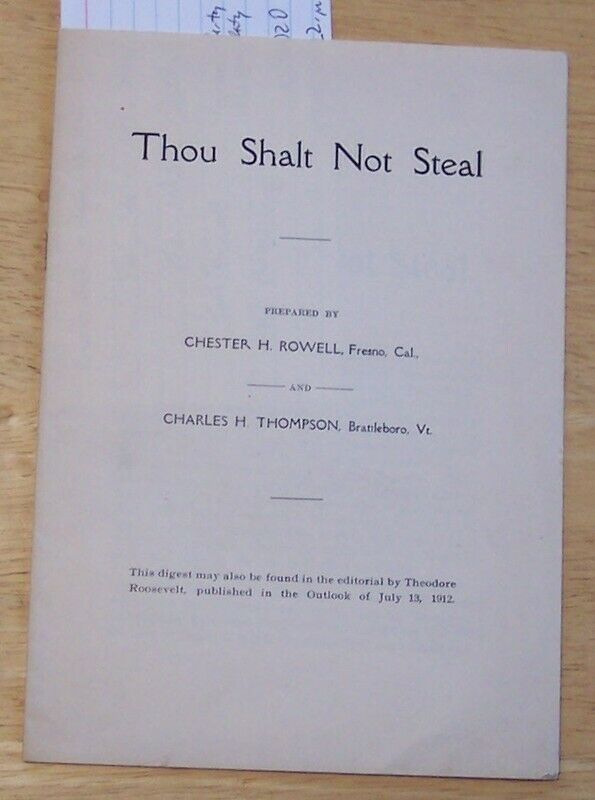 Thou Shalt Not Steal
PREPARED BY
CHESTER H. ROWELL, Fresno, Cal.,
AND
CHARLES H. THOMPSON, Brattleboro, Vt.
This digest may also be found in the editorial by Theodore
Roosevelt, published in the Outlook of July 13, 1912.